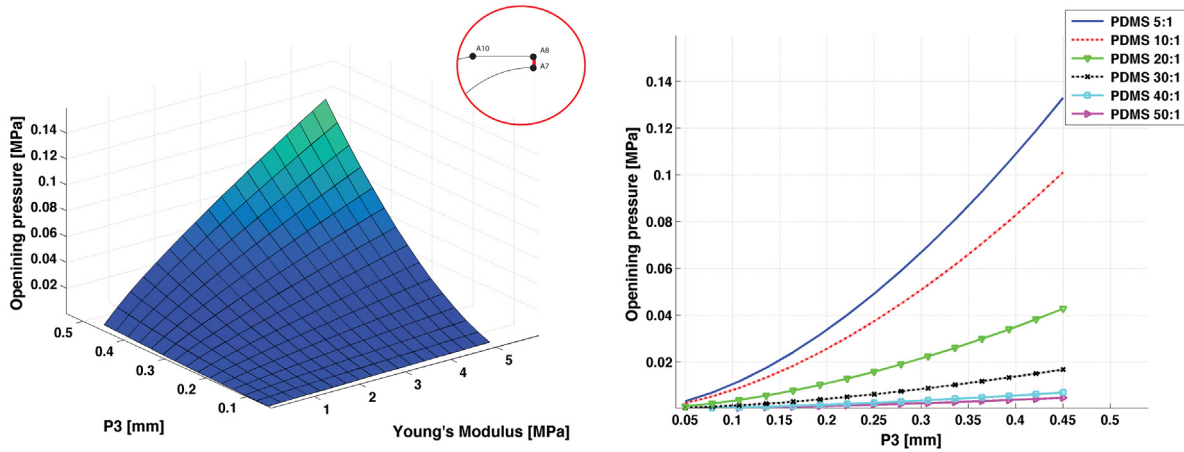 A10
A8
A7
Openining pressure [MPa]
0.14
0.12
0.1
0.08
0.06
0.04
0.02
0.5
0.4
0.3
0.2
0.1
P3 [mm]
1
2
3
4
5
Young's Modulus [MPa]
PDMS 5:1
PDMS 10:1
PDMS 20:1
PDMS 30:1
PDMS 40:1
PDMS 50:1
Openining pressure [MPa]
0.14
0.12
0.1
0.08
0.06
0.04
0.02
0.05 0.1 0.15 0.2 0.25 0.3 0.35 0.4 0.45 0.5
P3 [mm]